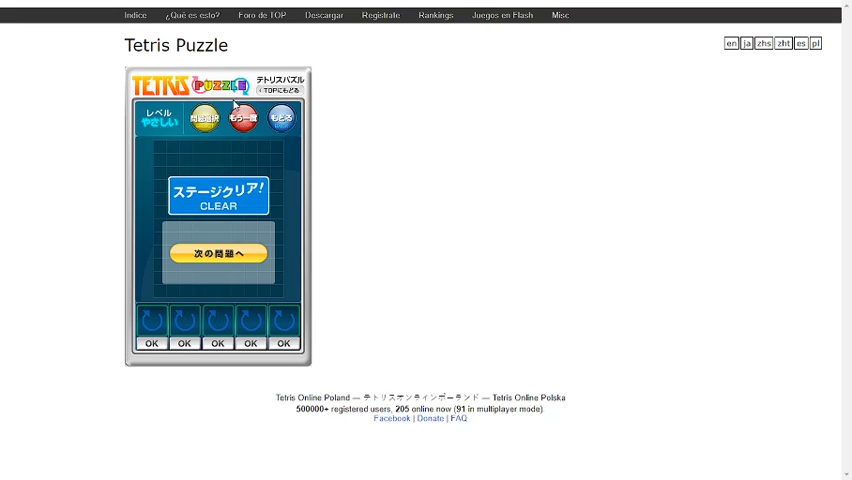 Indice ¿Qué es esto? Foro de TOP Descargar Registrate Rankings Juegos en Flash Misc
Tetris Puzzle
en ja zhs zht es pl
TETRIS PUZZLE テトリスパズル
TOPにもどる
レベル
やさしい
問題選択 もう一度 もどる
ステージクリア!
CLEAR
次の問題へ
OK OK OK OK OK
Tetris Online Poland — テトリスオンラインポーランド — Tetris Online Polska
500000+ registered users, 205 online now (91 in multiplayer mode).
Facebook | Donate | FAQ